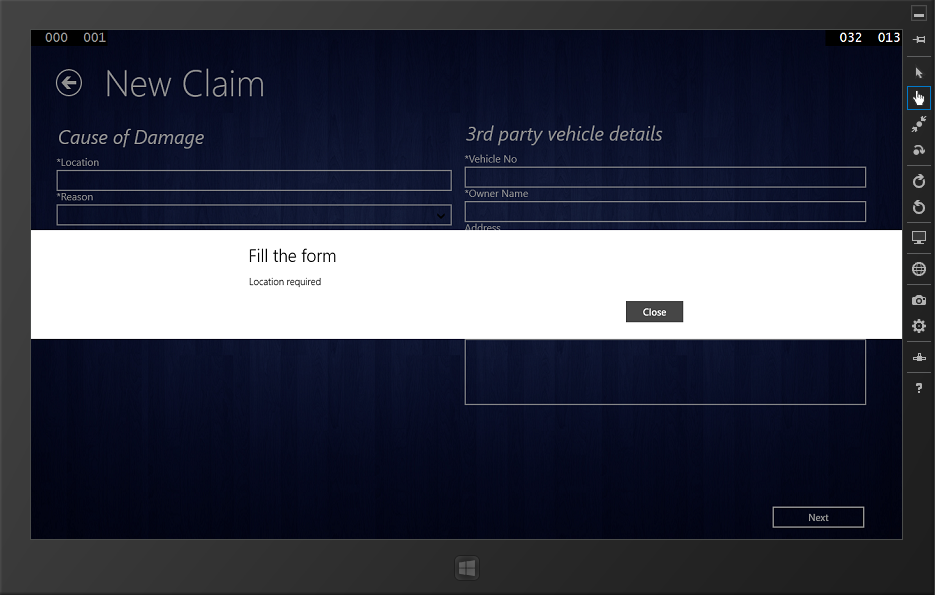 000 001 032 013
New Claim
Cause of Damage
*Location
*Reason
3rd party vehicle details
*Vehicle No
*Owner Name
Address
Fill the form
Location required
Close
Next
?